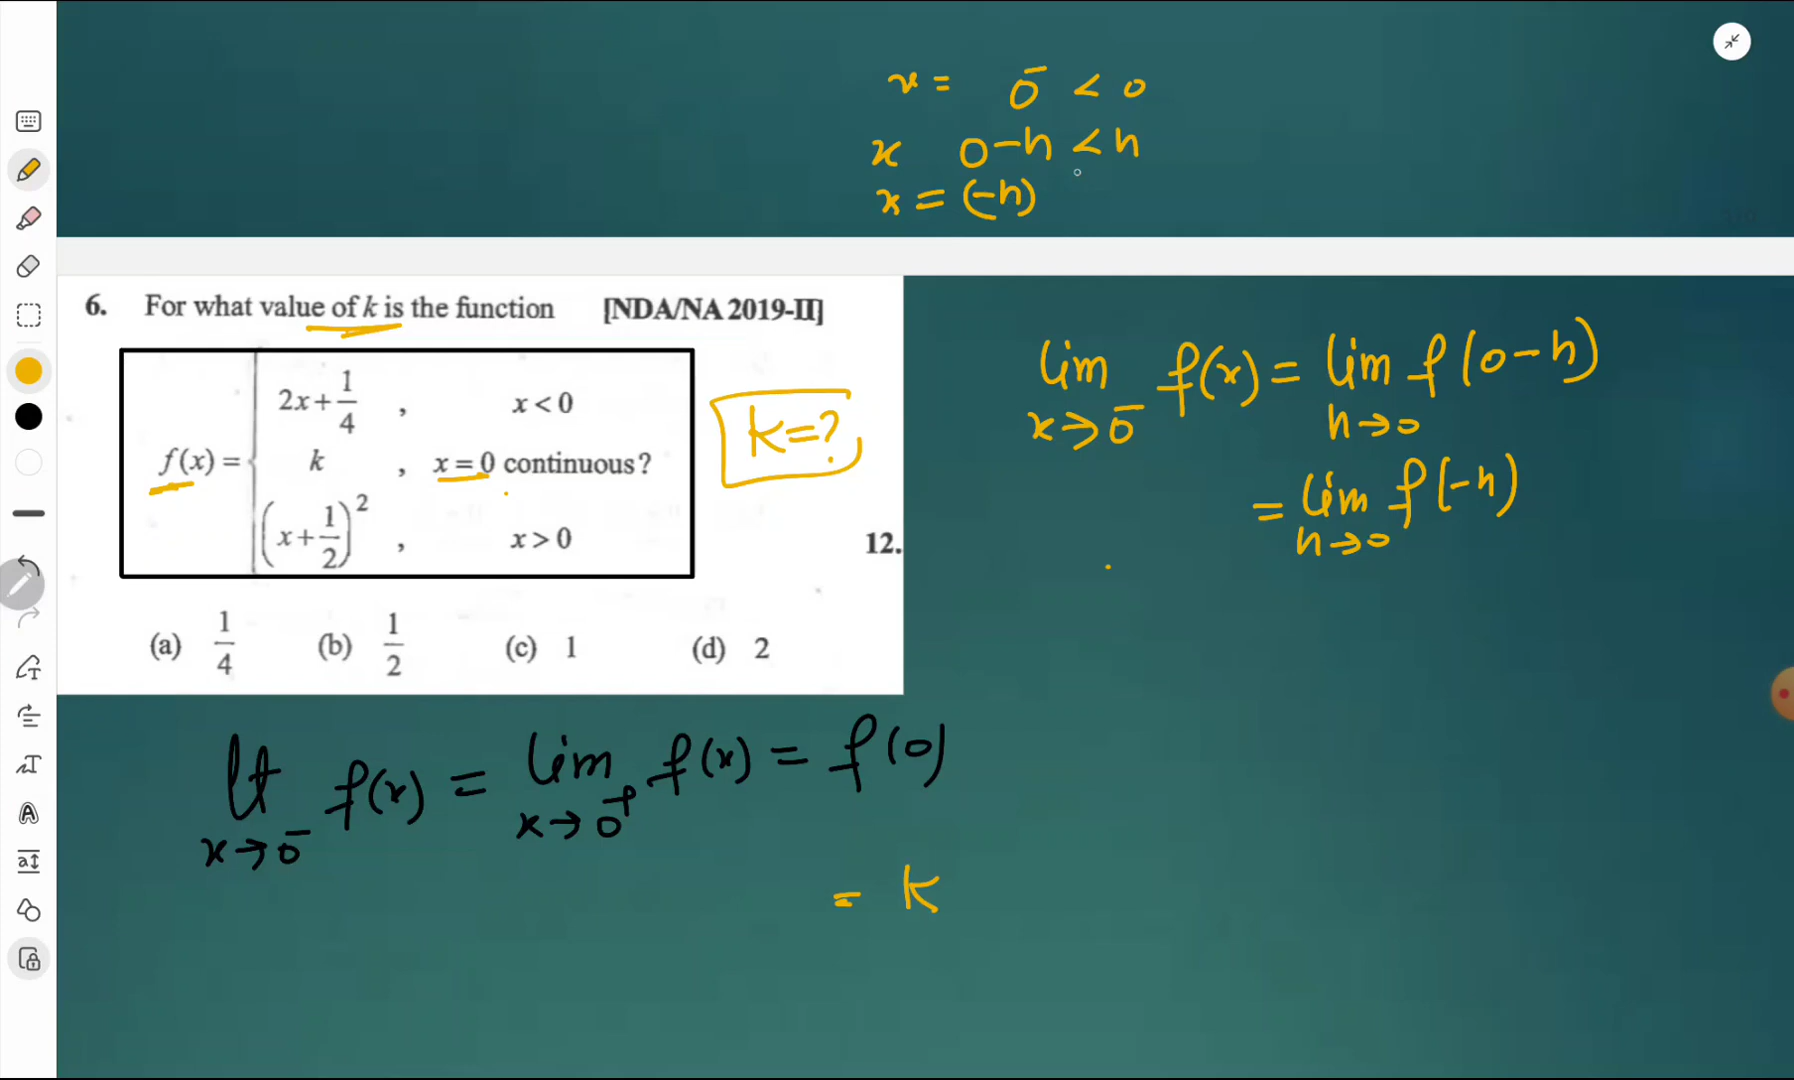 x = 0⁻ < 0
x 0-h < h
x = (-h)
6. For what value of k is the function [NDA/NA 2019-II]
2x + 1/4 , x < 0
f(x) = k , x = 0 continuous?
(x + 1/2)² , x > 0
k = ?
12.
(a) 1/4 (b) 1/2 (c) 1 (d) 2
lim x→0⁻ f(x) = lim h→0 f(0-h)
= lim h→0 f(-h)
lt x→0⁻ f(x) = lim x→0⁺ f(x) = f(0)
= k